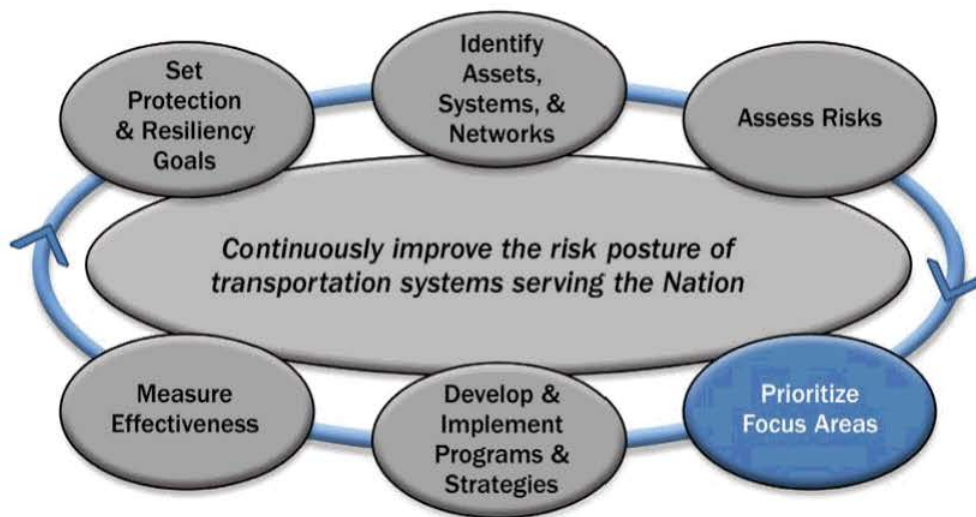 Set
Protection
& Resiliency
Goals
Identify
Assets,
Systems, &
Networks
Assess Risks
Continuously improve the risk posture of
transportation systems serving the Nation
Measure
Effectiveness
Develop &
Implement
Programs &
Strategies
Prioritize
Focus Areas